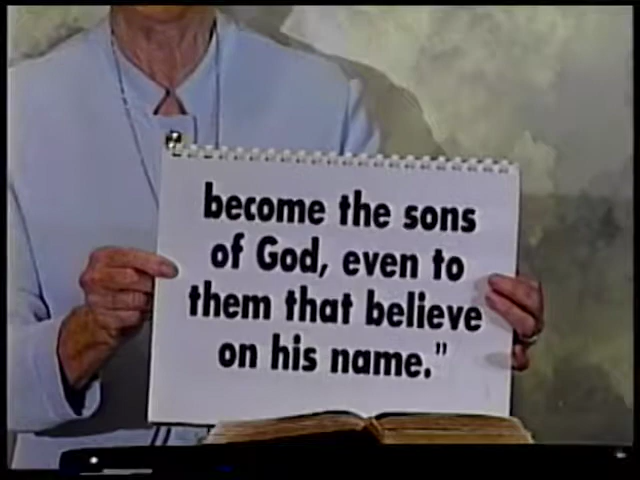 become the sons
of God, even to
them that believe
on his name."